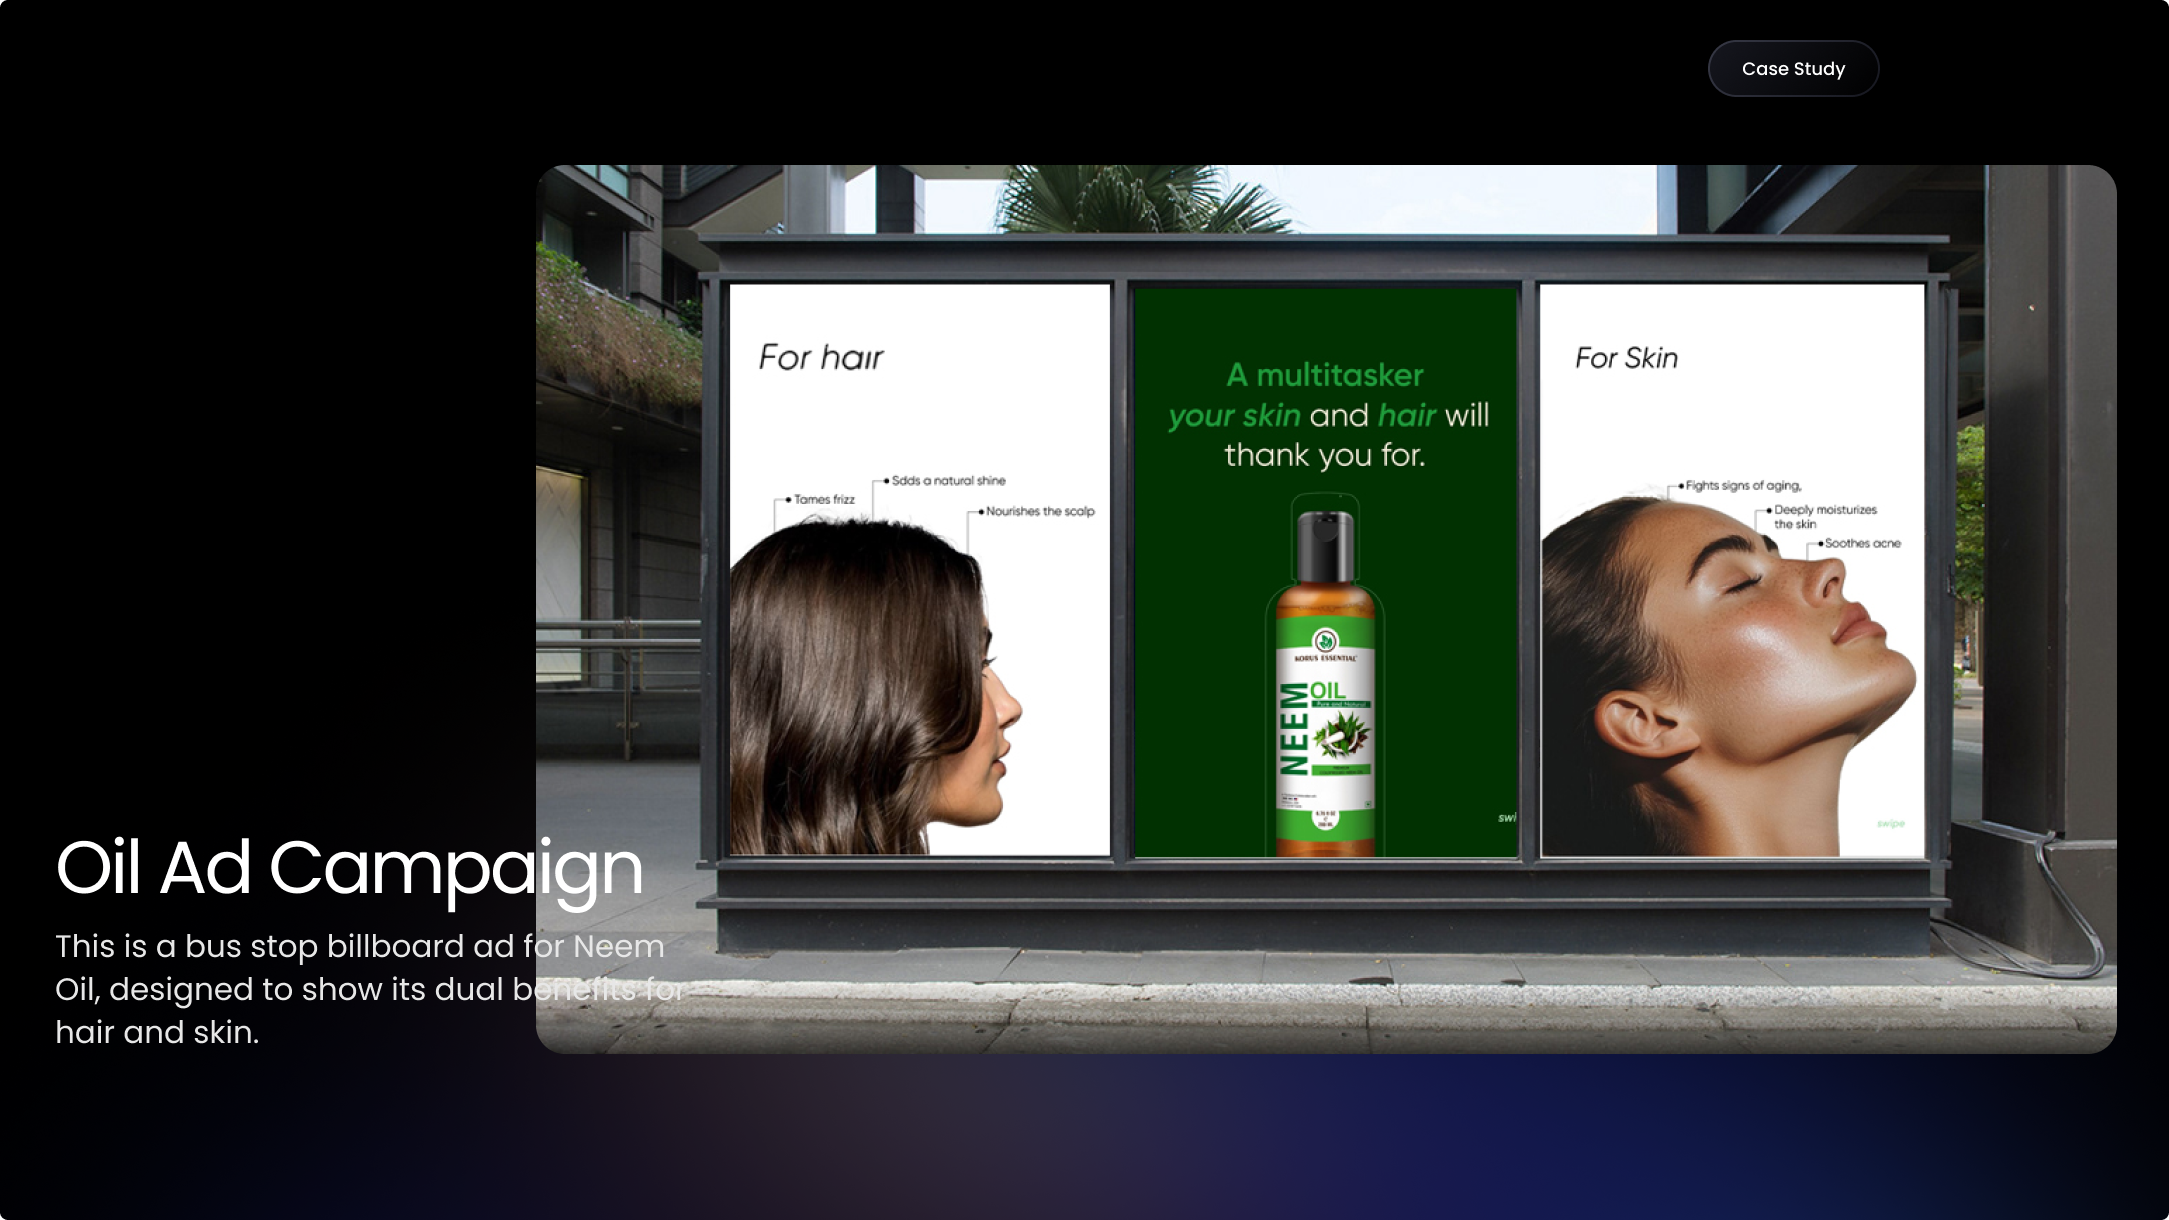 Case Study
For hair
Sdds a natural shine
Tames frizz
Nourishes the scalp
A multitasker
your skin and hair will
thank you for.
KORUS ESSENTIAL
NEEM
OIL
Pure and Natural
swi
For Skin
Fights signs of aging,
Deeply moisturizes
the skin
Soothes acne
swipe
Oil Ad Campaign
This is a bus stop billboard ad for Neem
Oil, designed to show its dual benefits for
hair and skin.